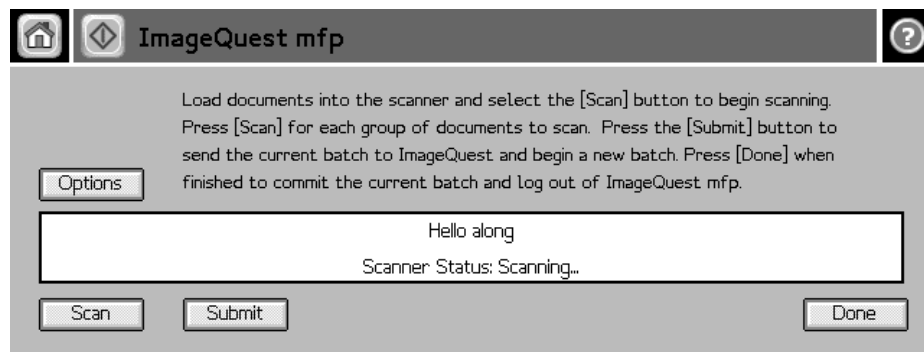 ImageQuest mfp
Load documents into the scanner and select the [Scan] button to begin scanning.
Press [Scan] for each group of documents to scan. Press the [Submit] button to
send the current batch to ImageQuest and begin a new batch. Press [Done] when
finished to commit the current batch and log out of ImageQuest mfp.
Options
Hello along
Scanner Status: Scanning...
Scan Submit Done